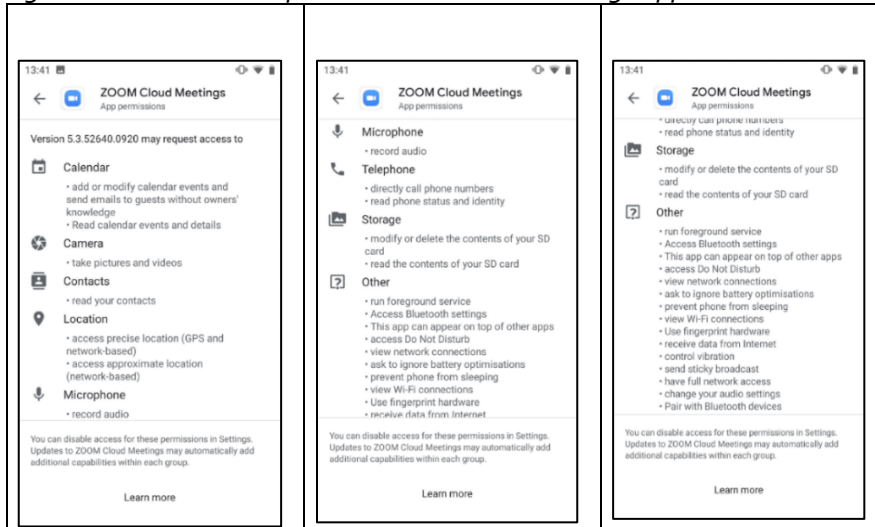 13:41
ZOOM Cloud Meetings
App permissions
Version 5.3.52640.0920 may request access to
Calendar
• add or modify calendar events and
send emails to guests without owners'
knowledge
• Read calendar events and details
Camera
• take pictures and videos
Contacts
• read your contacts
Location
• access precise location (GPS and
network-based)
• access approximate location
(network-based)
Microphone
• record audio
You can disable access for these permissions in Settings.
Updates to ZOOM Cloud Meetings may automatically add
additional capabilities within each group.
Learn more
13:41
ZOOM Cloud Meetings
App permissions
Microphone
• record audio
Telephone
• directly call phone numbers
• read phone status and identity
Storage
• modify or delete the contents of your SD
card
• read the contents of your SD card
Other
• run foreground service
• Access Bluetooth settings
• This app can appear on top of other apps
• access Do Not Disturb
• view network connections
• ask to ignore battery optimisations
• prevent phone from sleeping
• view Wi-Fi connections
• Use fingerprint hardware
• receive data from Internet
You can disable access for these permissions in Settings.
Updates to ZOOM Cloud Meetings may automatically add
additional capabilities within each group.
Learn more
13:41
ZOOM Cloud Meetings
App permissions
• directly call phone numbers
• read phone status and identity
Storage
• modify or delete the contents of your SD
card
• read the contents of your SD card
Other
• run foreground service
• Access Bluetooth settings
• This app can appear on top of other apps
• access Do Not Disturb
• view network connections
• ask to ignore battery optimisations
• prevent phone from sleeping
• view Wi-Fi connections
• Use fingerprint hardware
• receive data from Internet
• control vibration
• send sticky broadcast
• have full network access
• change your audio settings
• Pair with Bluetooth devices
You can disable access for these permissions in Settings.
Updates to ZOOM Cloud Meetings may automatically add
additional capabilities within each group.
Learn more